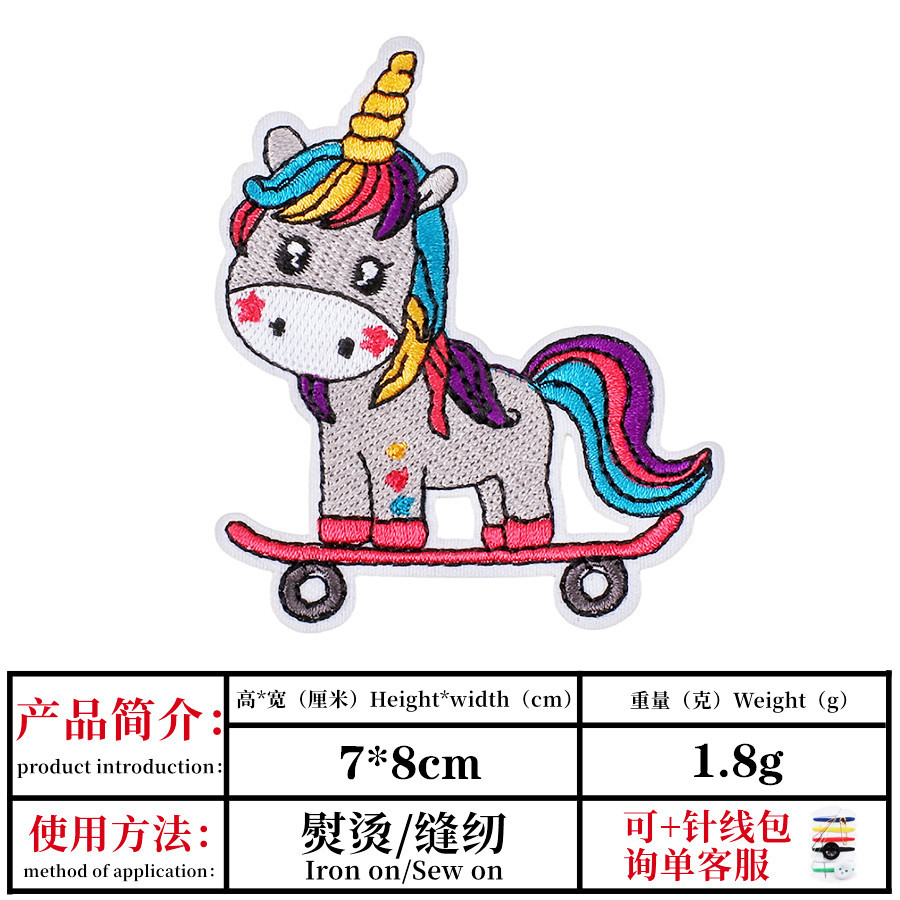 产品简介:
product introduction:
高*宽（厘米）Height*width（cm）
重量（克）Weight（g）
7*8cm
1.8g
使用方法:
method of application:
熨烫/缝纫
Iron on/Sew on
可+针线包
询单客服